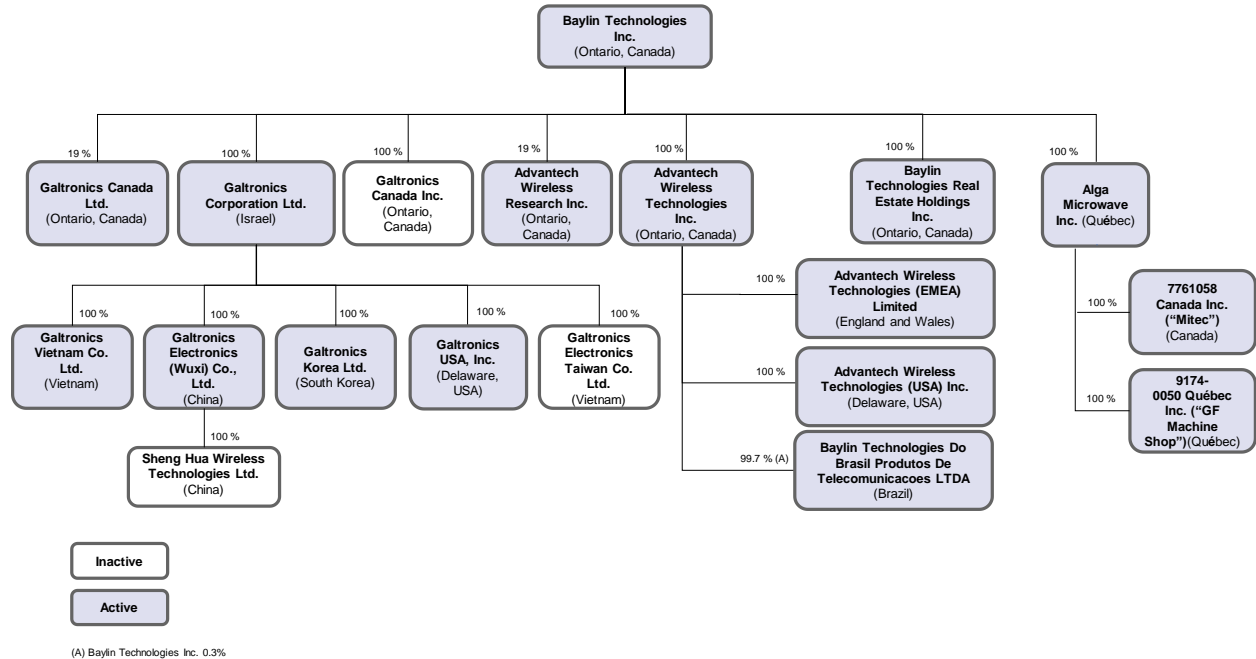 Baylin Technologies
Inc.
(Ontario, Canada)
19 %
100 %
100 %
19 %
100 %
100 %
100 %
Galtronics Canada
Ltd.
(Ontario, Canada)
Galtronics
Corporation Ltd.
(Israel)
Galtronics
Canada Inc.
(Ontario,
Canada)
Advantech
Wireless
Research Inc.
(Ontario,
Canada)
Advantech
Wireless
Technologies
Inc.
(Ontario, Canada)
Baylin
Technologies Real
Estate Holdings
Inc.
(Ontario, Canada)
Alga
Microwave
Inc. (Québec)
100 %
Advantech Wireless
Technologies (EMEA)
Limited
(England and Wales)
100 %
7761058
Canada Inc.
(“Mitec”)
(Canada)
100 %
100 %
100 %
100 %
100 %
Galtronics
Vietnam Co.
Ltd.
(Vietnam)
Galtronics
Electronics
(Wuxi) Co.,
Ltd.
(China)
Galtronics
Korea Ltd.
(South Korea)
Galtronics
USA, Inc.
(Delaware,
USA)
Galtronics
Electronics
Taiwan Co.
Ltd.
(Vietnam)
100 %
Advantech Wireless
Technologies (USA) Inc.
(Delaware, USA)
100 %
9174-
0050 Québec
Inc. (“GF
Machine
Shop”)(Québec)
100 %
Sheng Hua Wireless
Technologies Ltd.
(China)
99.7 % (A)
Baylin Technologies Do
Brasil Produtos De
Telecomunicacoes LTDA
(Brazil)
Inactive
Active
(A) Baylin Technologies Inc. 0.3%